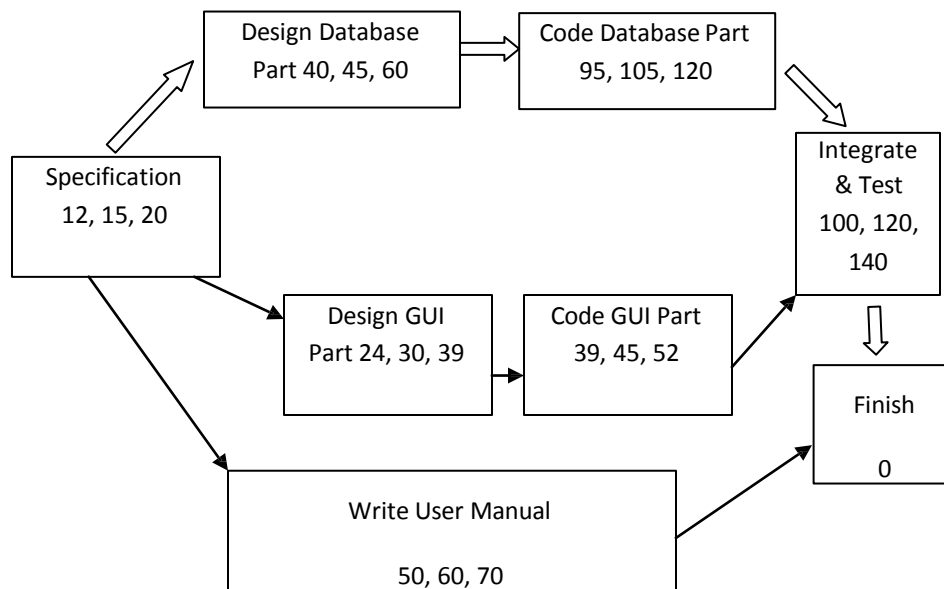 Design Database
Part 40, 45, 60
Code Database Part
95, 105, 120
Specification
12, 15, 20
Integrate
& Test
100, 120,
140
Design GUI
Part 24, 30, 39
Code GUI Part
39, 45, 52
Finish
0
Write User Manual
50, 60, 70